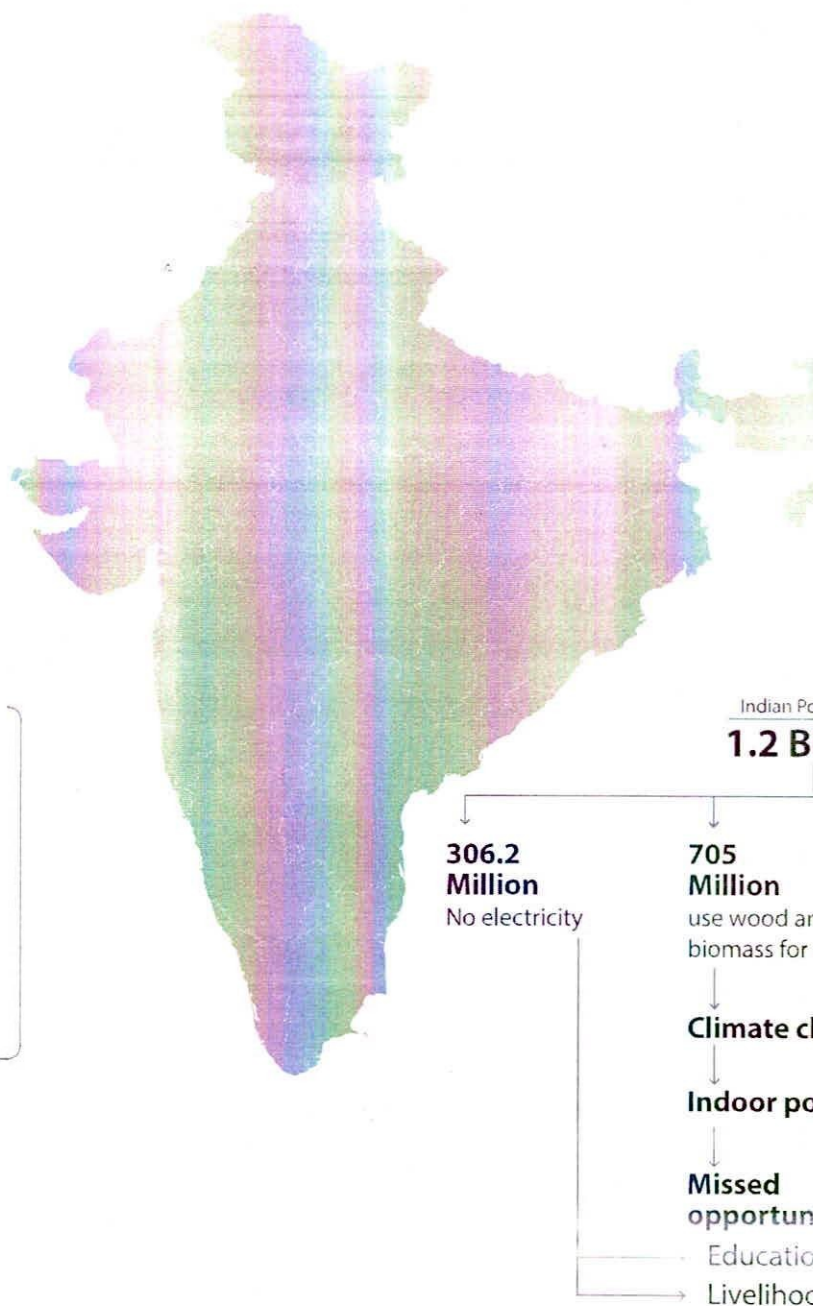 Indian Po
1.2 B
306.2
Million
No electricity
705
Million
use wood an
biomass for
Climate cl
Indoor po
Missed
opportun
Educatio
Livelihoo